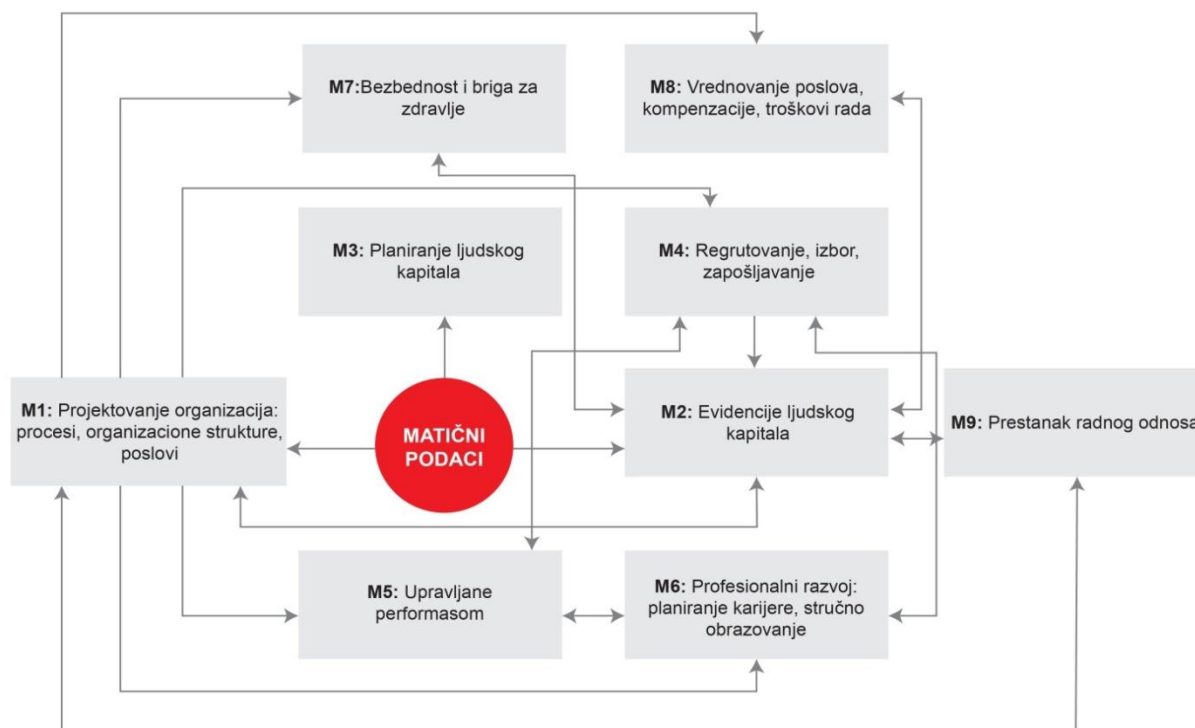 M7:Bezbednost i briga za
zdravlje
M8: Vrednovanje poslova,
kompenzacije, troškovi rada
M3: Planiranje ljudskog
kapitala
M4: Regrutovanje, izbor,
zapošljavanje
M1: Projektovanje organizacija:
procesi, organizacione strukture,
poslovi
MATIČNI
PODACI
M2: Evidencije ljudskog
kapitala
M9: Prestanak radnog odnosa
M5: Upravljane
performasom
M6: Profesionalni razvoj:
planiranje karijere, stručno
obrazovanje